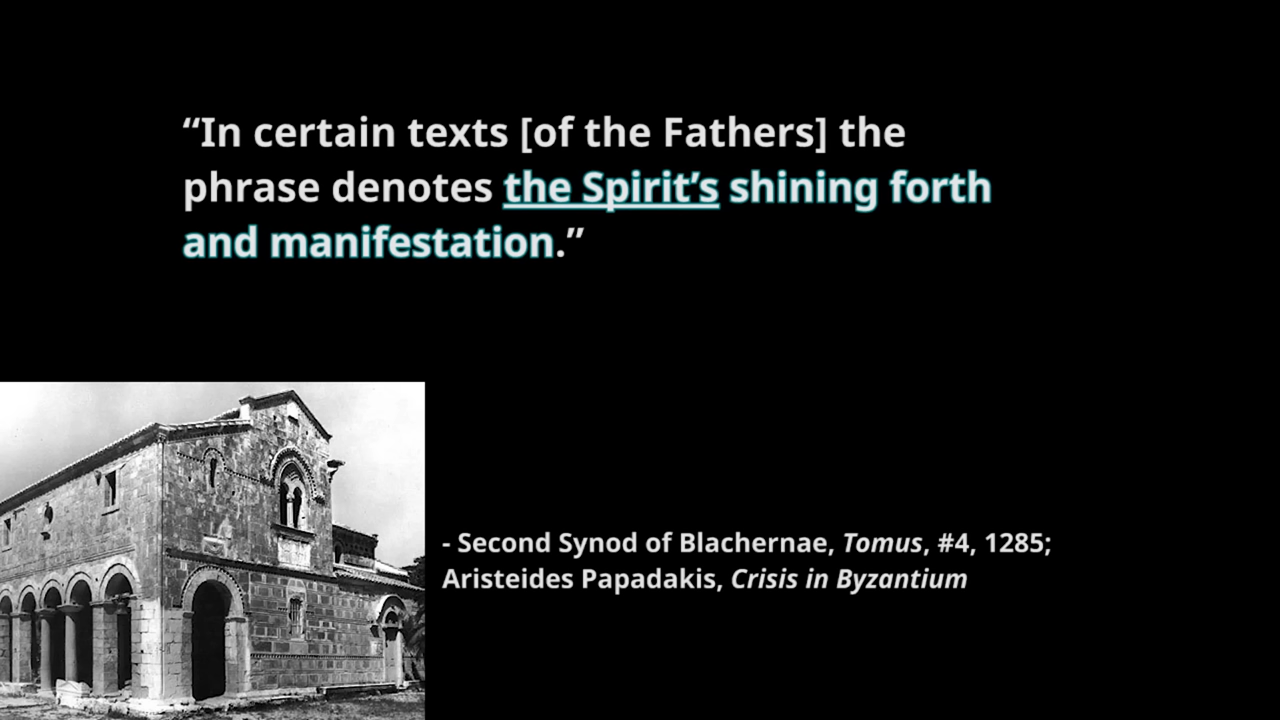 “In certain texts [of the Fathers] the
phrase denotes the Spirit’s shining forth
and manifestation.”
- Second Synod of Blachernae, Tomus, #4, 1285;
Aristeides Papadakis, Crisis in Byzantium